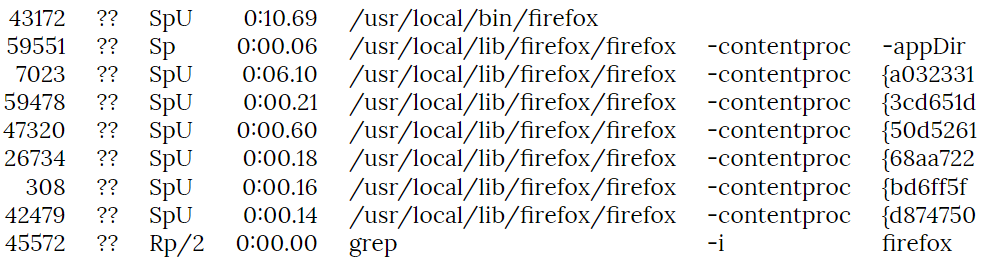 43172 ?? SpU 0:10.69 /usr/local/bin/firefox
59551 ?? Sp 0:00.06 /usr/local/lib/firefox/firefox -contentproc -appDir
7023 ?? SpU 0:06.10 /usr/local/lib/firefox/firefox -contentproc {a032331
59478 ?? SpU 0:00.21 /usr/local/lib/firefox/firefox -contentproc {3cd651d
47320 ?? SpU 0:00.60 /usr/local/lib/firefox/firefox -contentproc {50d5261
26734 ?? SpU 0:00.18 /usr/local/lib/firefox/firefox -contentproc {68aa722
308 ?? SpU 0:00.16 /usr/local/lib/firefox/firefox -contentproc {bd6ff5f
42479 ?? SpU 0:00.14 /usr/local/lib/firefox/firefox -contentproc {d874750
45572 ?? Rp/2 0:00.00 grep -i firefox